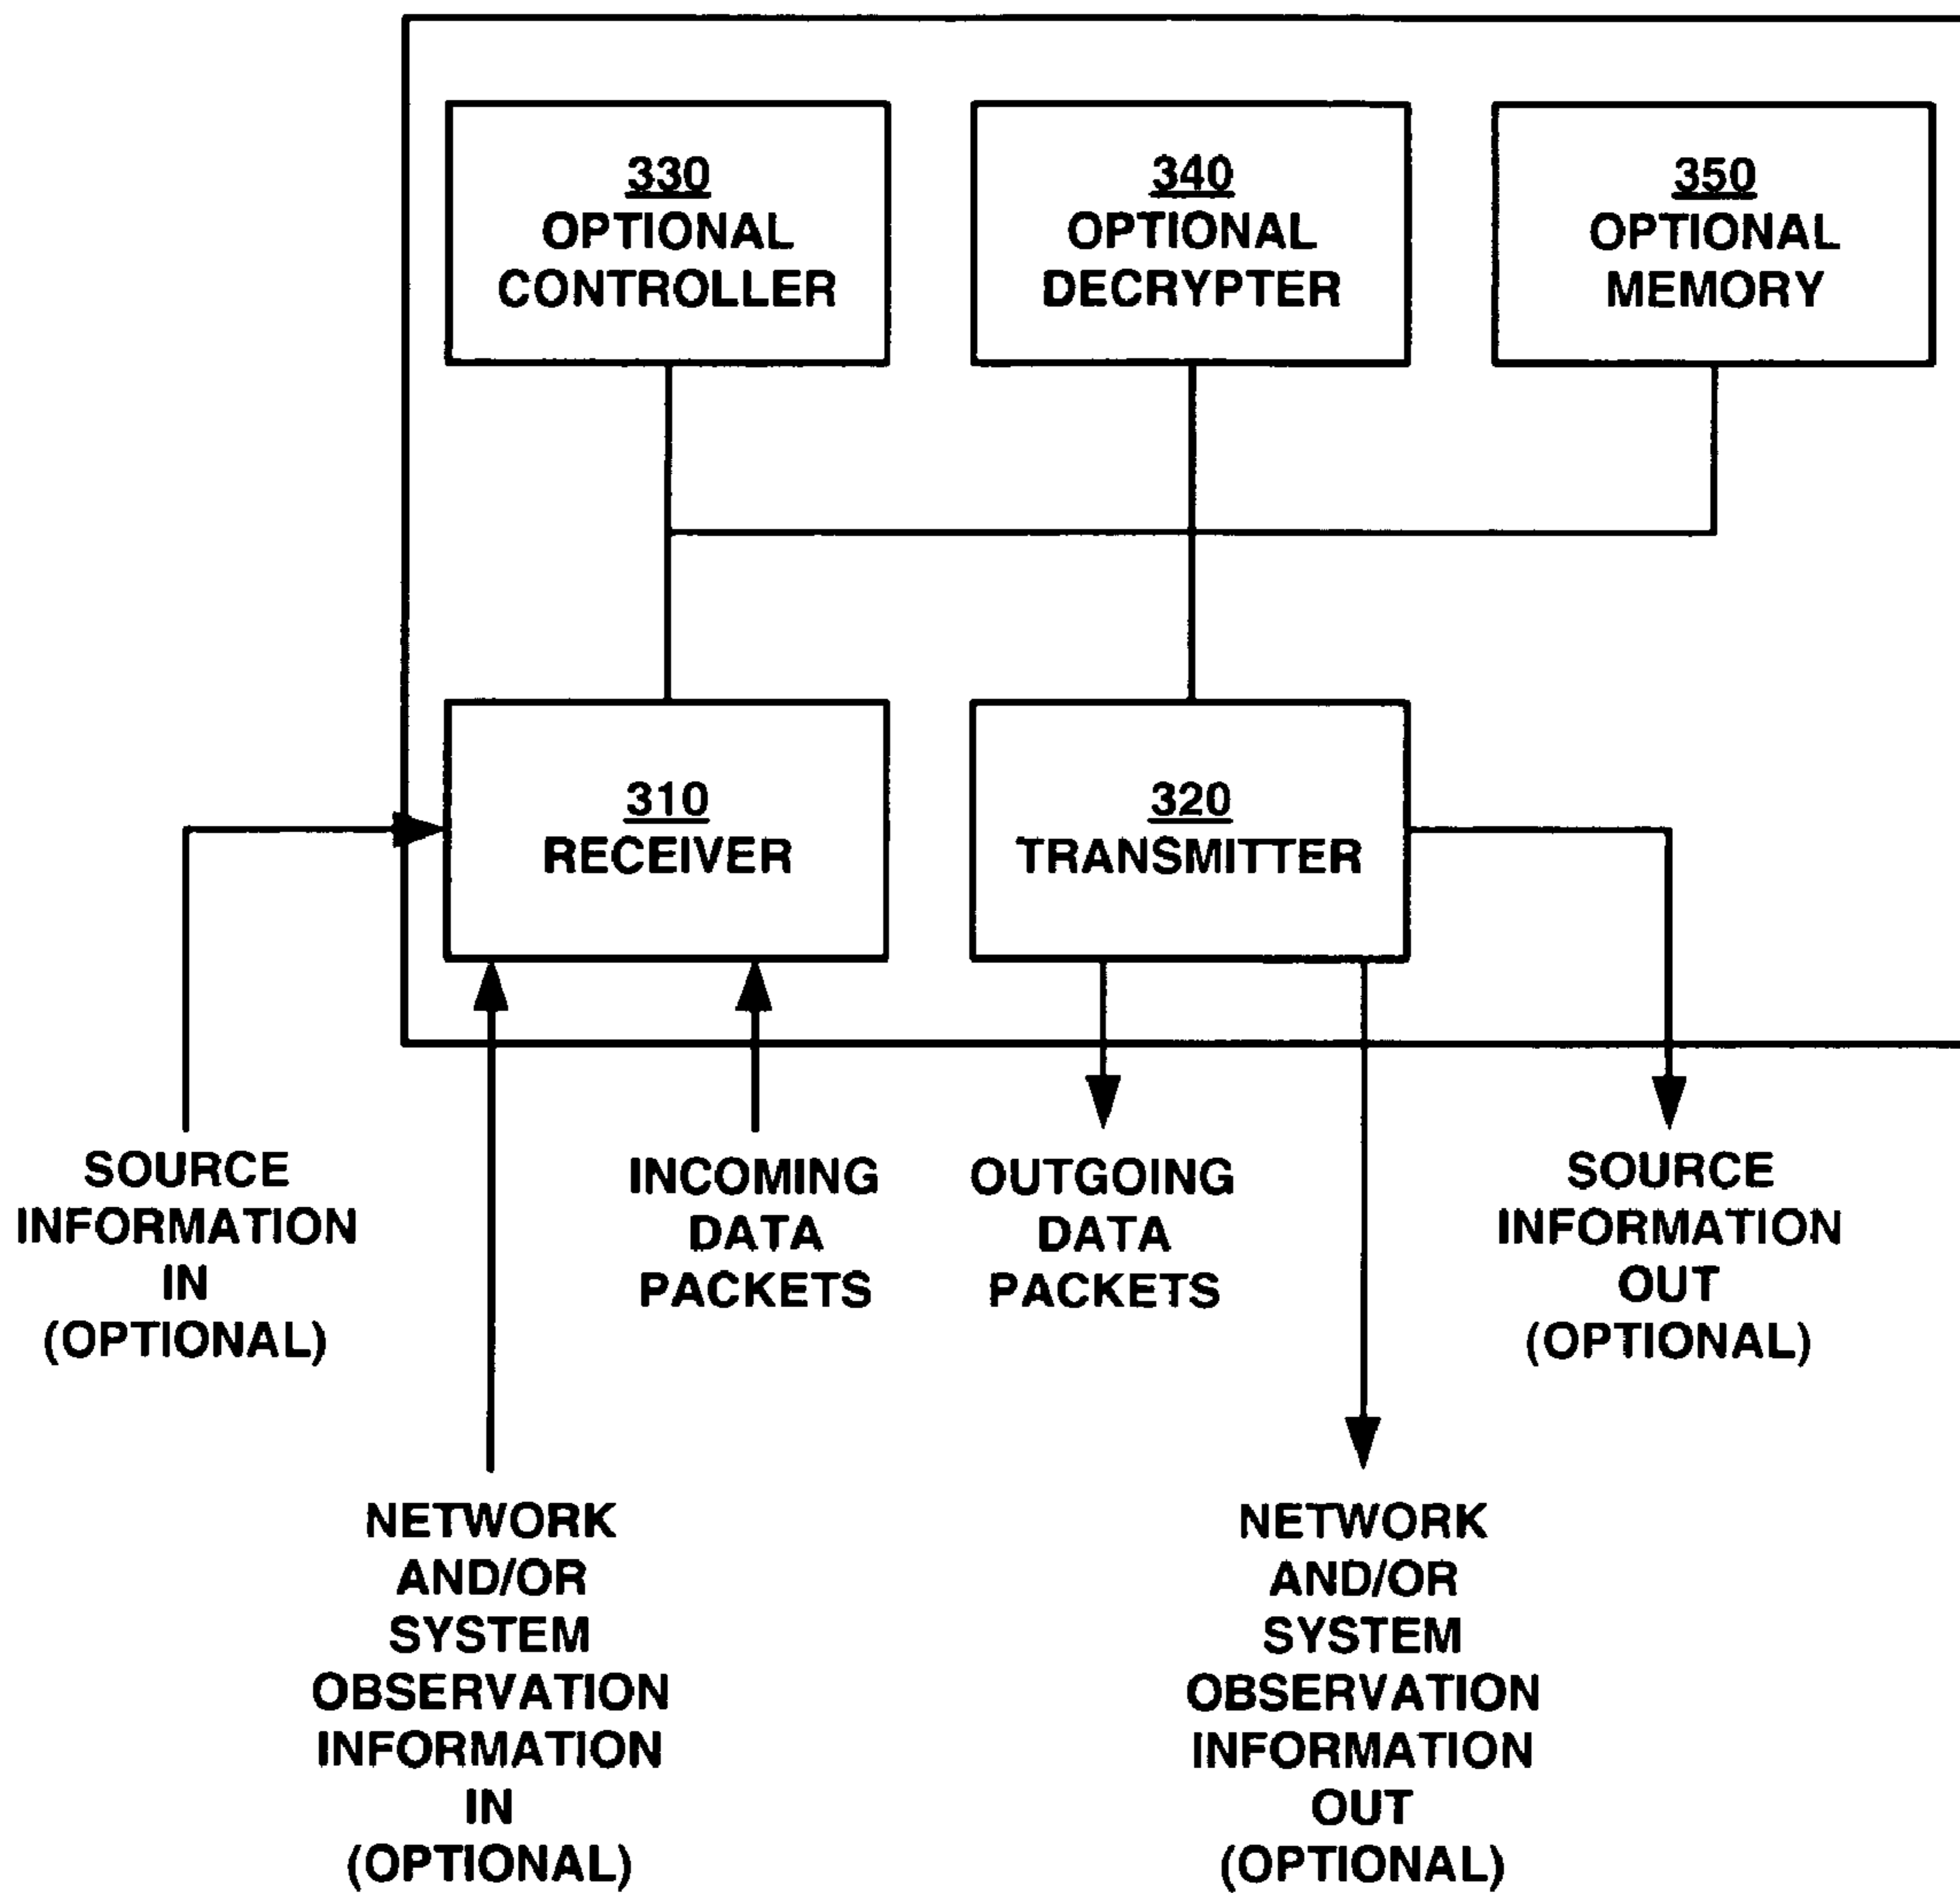 330
OPTIONAL
CONTROLLER
340
OPTIONAL
DECRYPTER
350
OPTIONAL
MEMORY
310
RECEIVER
320
TRANSMITTER
SOURCE
INFORMATION
IN
(OPTIONAL)
INCOMING
DATA
PACKETS
OUTGOING
DATA
PACKETS
SOURCE
INFORMATION
OUT
(OPTIONAL)
NETWORK
AND/OR
SYSTEM
OBSERVATION
INFORMATION
IN
(OPTIONAL)
NETWORK
AND/OR
SYSTEM
OBSERVATION
INFORMATION
OUT
(OPTIONAL)